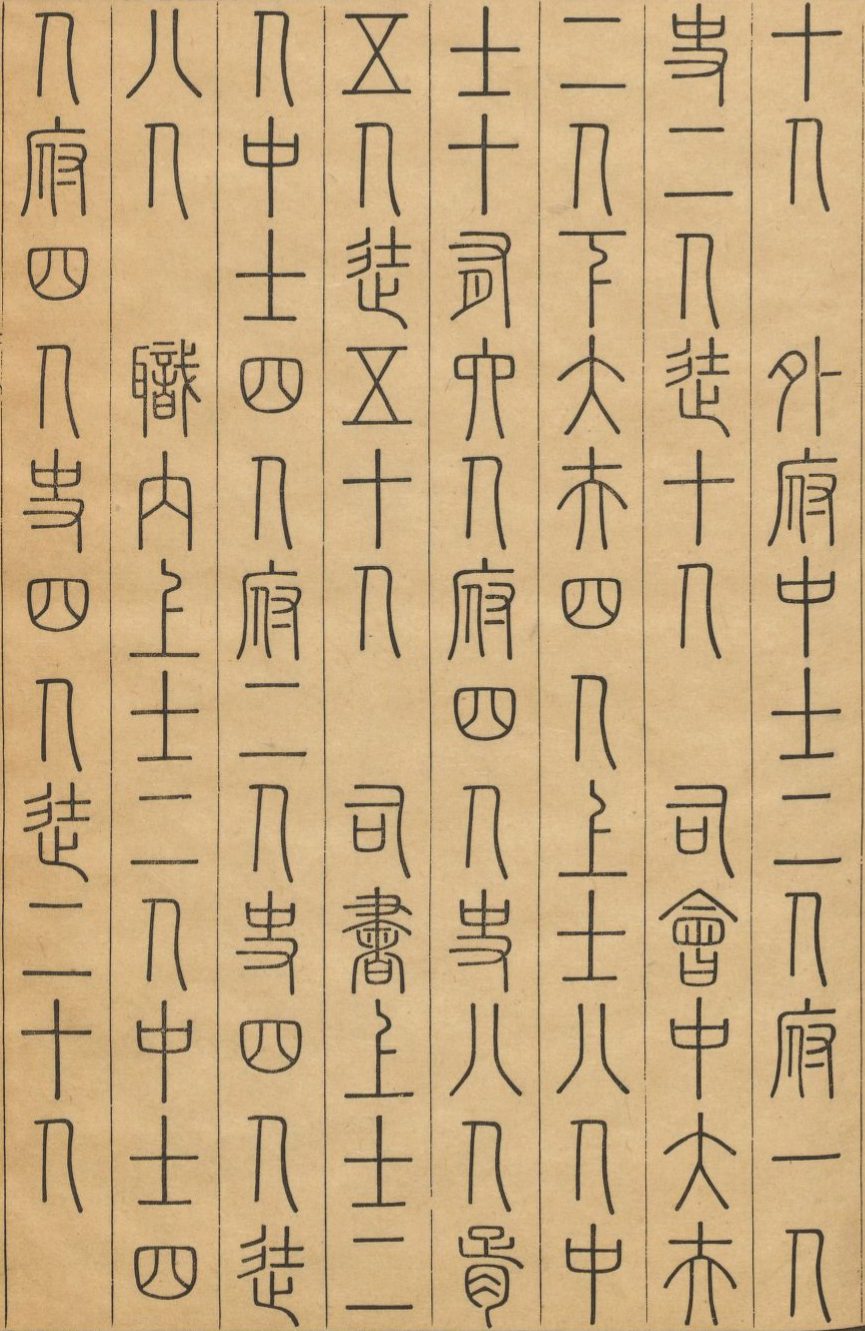 十人 外府中士二人府一人
史二人徒十人 司會中大夫
二人下大夫四人上士八人中
士十有六人府四人史八人胥
五人徒五十人 司書上士二
人中士四人府二人史四人徒
八人 職內上士二人中士四
人府四人史四人徒二十人